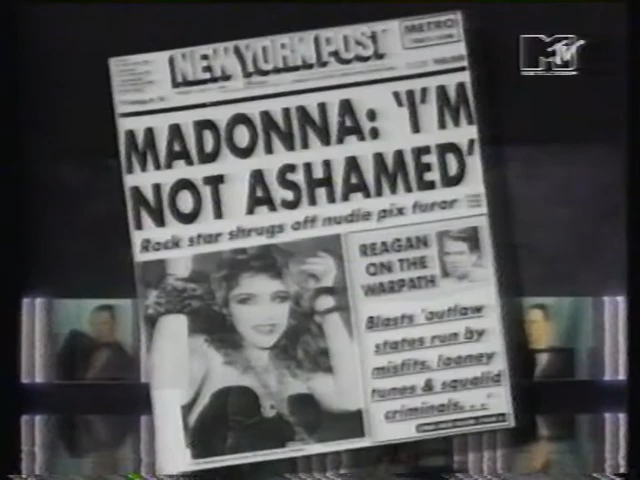 NEW YORK POST
METRO
MTV
MADONNA: 'I'M
NOT ASHAMED'
Rock star shrugs off nudie pix furor
REAGAN
ON THE
WARPATH
Blasts 'outlaw
states run by
misfits, looney
tunes & squalid
criminals. . .'